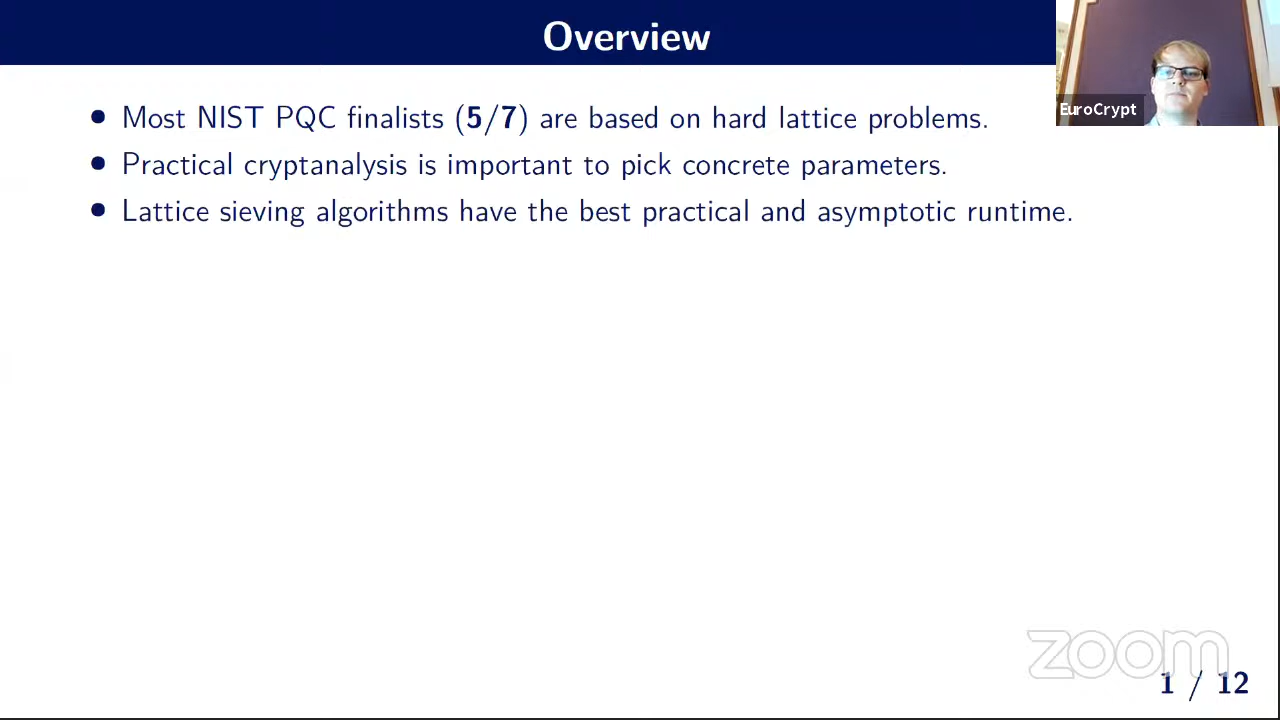 Overview
EuroCrypt
• Most NIST PQC finalists (5/7) are based on hard lattice problems.
• Practical cryptanalysis is important to pick concrete parameters.
• Lattice sieving algorithms have the best practical and asymptotic runtime.
zoom
1 / 12